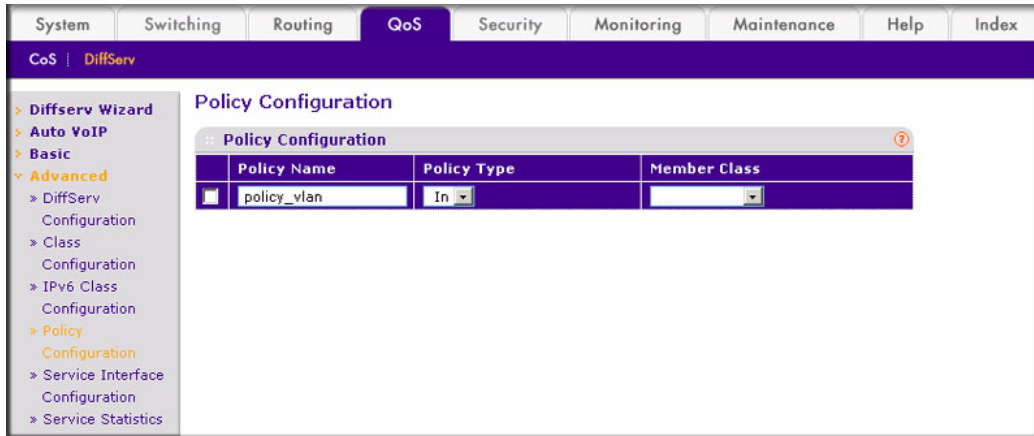 System Switching Routing QoS Security Monitoring Maintenance Help Index
CoS | DiffServ
Diffserv Wizard
Auto VoIP
Basic
Advanced
» DiffServ
Configuration
» Class
Configuration
» IPv6 Class
Configuration
» Policy
Configuration
» Service Interface
Configuration
» Service Statistics
Policy Configuration
Policy Configuration ?
Policy Name Policy Type Member Class
policy_vlan In